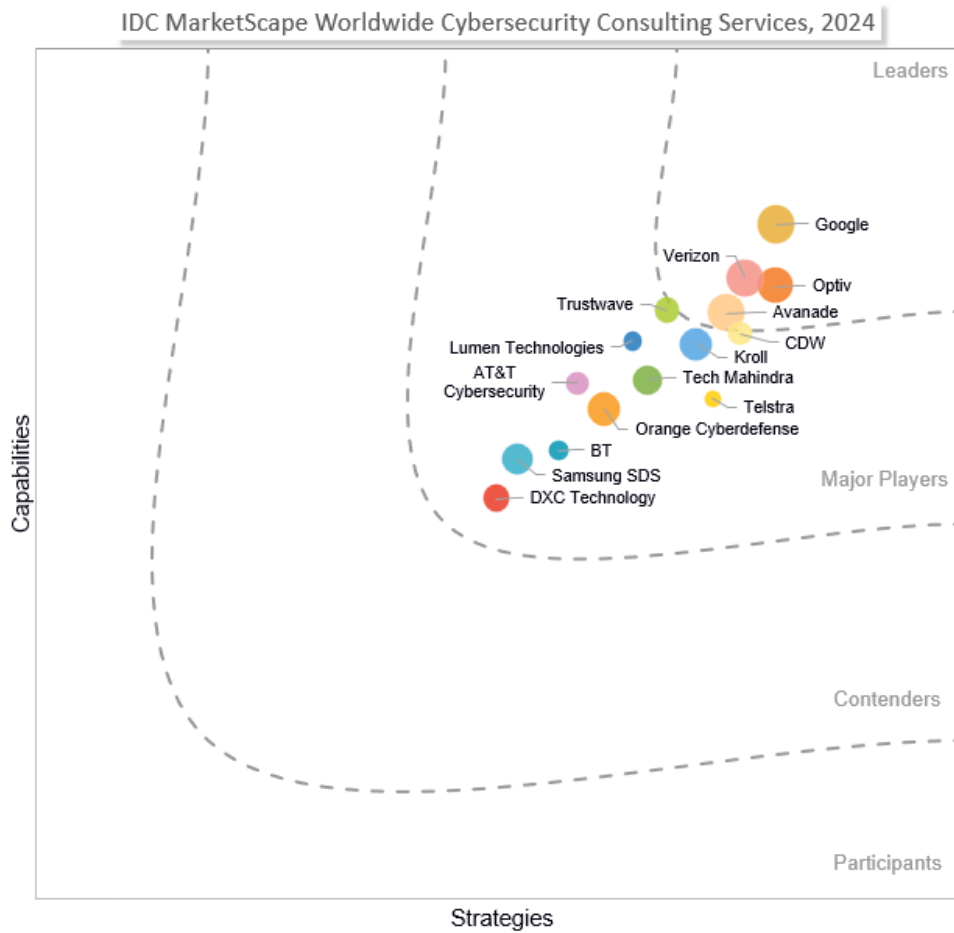 IDC MarketScape Worldwide Cybersecurity Consulting Services, 2024
Leaders
Google
Verizon
Optiv
Trustwave
Avanade
CDW
Lumen Technologies
Kroll
AT&T
Cybersecurity
Tech Mahindra
Telstra
Orange Cyberdefense
BT
Samsung SDS
Major Players
DXC Technology
Capabilities
Contenders
Participants
Strategies